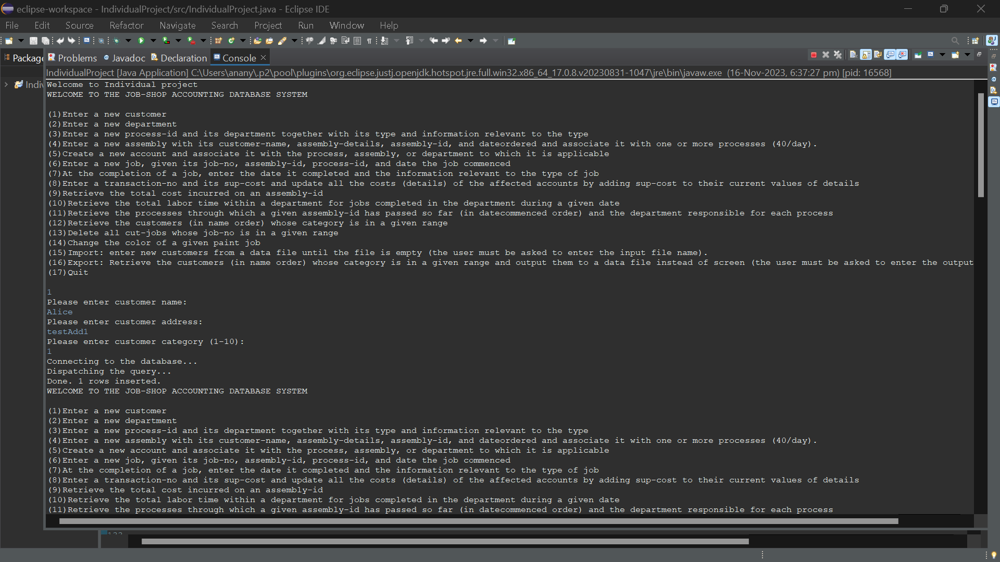 eclipse-workspace - IndividualProject/src/IndividualProject.java - Eclipse IDE
File Edit Source Refactor Navigate Search Project Run Window Help
Package Problems Javadoc Declaration Console
IndividualProject [Java Application] C:\Users\anany\.p2\pool\plugins\org.eclipse.justj.openjdk.hotspot.jre.full.win32.x86_64_17.0.8.v20230831-1047\jre\bin\javaw.exe (16-Nov-2023, 6:37:27 pm) [pid: 16568]
Indiv
Welcome to Individual project
WELCOME TO THE JOB-SHOP ACCOUNTING DATABASE SYSTEM
(1)Enter a new customer
(2)Enter a new department
(3)Enter a new process-id and its department together with its type and information relevant to the type
(4)Enter a new assembly with its customer-name, assembly-details, assembly-id, and dateordered and associate it with one or more processes (40/day).
(5)Create a new account and associate it with the process, assembly, or department to which it is applicable
(6)Enter a new job, given its job-no, assembly-id, process-id, and date the job commenced
(7)At the completion of a job, enter the date it completed and the information relevant to the type of job
(8)Enter a transaction-no and its sup-cost and update all the costs (details) of the affected accounts by adding sup-cost to their current values of details
(9)Retrieve the total cost incurred on an assembly-id
(10)Retrieve the total labor time within a department for jobs completed in the department during a given date
(11)Retrieve the processes through which a given assembly-id has passed so far (in datecommenced order) and the department responsible for each process
(12)Retrieve the customers (in name order) whose category is in a given range
(13)Delete all cut-jobs whose job-no is in a given range
(14)Change the color of a given paint job
(15)Import: enter new customers from a data file until the file is empty (the user must be asked to enter the input file name).
(16)Export: Retrieve the customers (in name order) whose category is in a given range and output them to a data file instead of screen (the user must be asked to enter the output
(17)Quit
1
Please enter customer name:
Alice
Please enter customer address:
testAdd1
Please enter customer category (1-10):
1
Connecting to the database...
Dispatching the query...
Done. 1 rows inserted.
WELCOME TO THE JOB-SHOP ACCOUNTING DATABASE SYSTEM
(1)Enter a new customer
(2)Enter a new department
(3)Enter a new process-id and its department together with its type and information relevant to the type
(4)Enter a new assembly with its customer-name, assembly-details, assembly-id, and dateordered and associate it with one or more processes (40/day).
(5)Create a new account and associate it with the process, assembly, or department to which it is applicable
(6)Enter a new job, given its job-no, assembly-id, process-id, and date the job commenced
(7)At the completion of a job, enter the date it completed and the information relevant to the type of job
(8)Enter a transaction-no and its sup-cost and update all the costs (details) of the affected accounts by adding sup-cost to their current values of details
(9)Retrieve the total cost incurred on an assembly-id
(10)Retrieve the total labor time within a department for jobs completed in the department during a given date
(11)Retrieve the processes through which a given assembly-id has passed so far (in datecommenced order) and the department responsible for each process